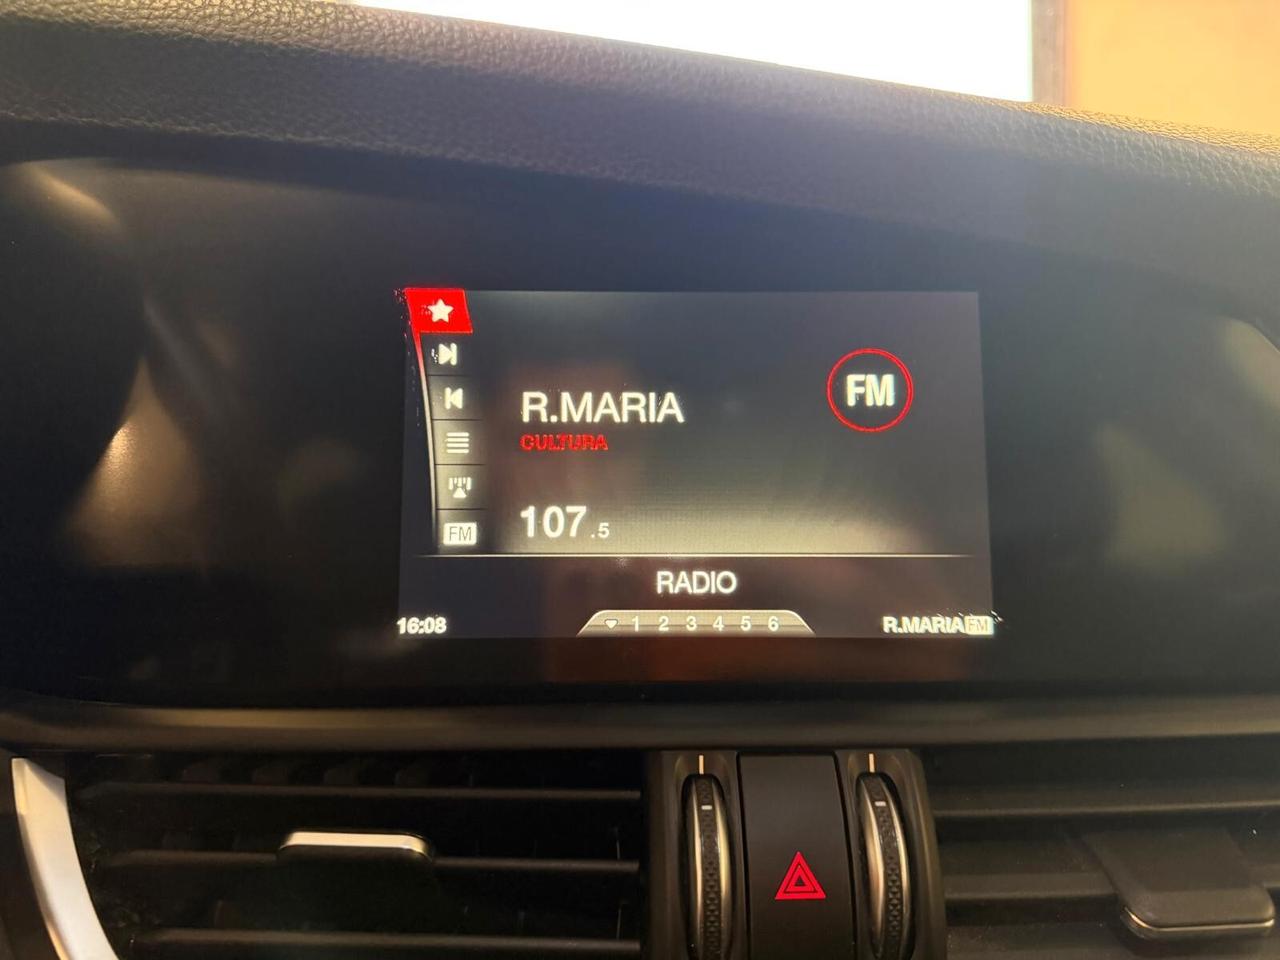 R.MARIA
FM
CULTURA
107.5
FM
RADIO
16:08
1 2 3 4 5 6
R.MARIA FM